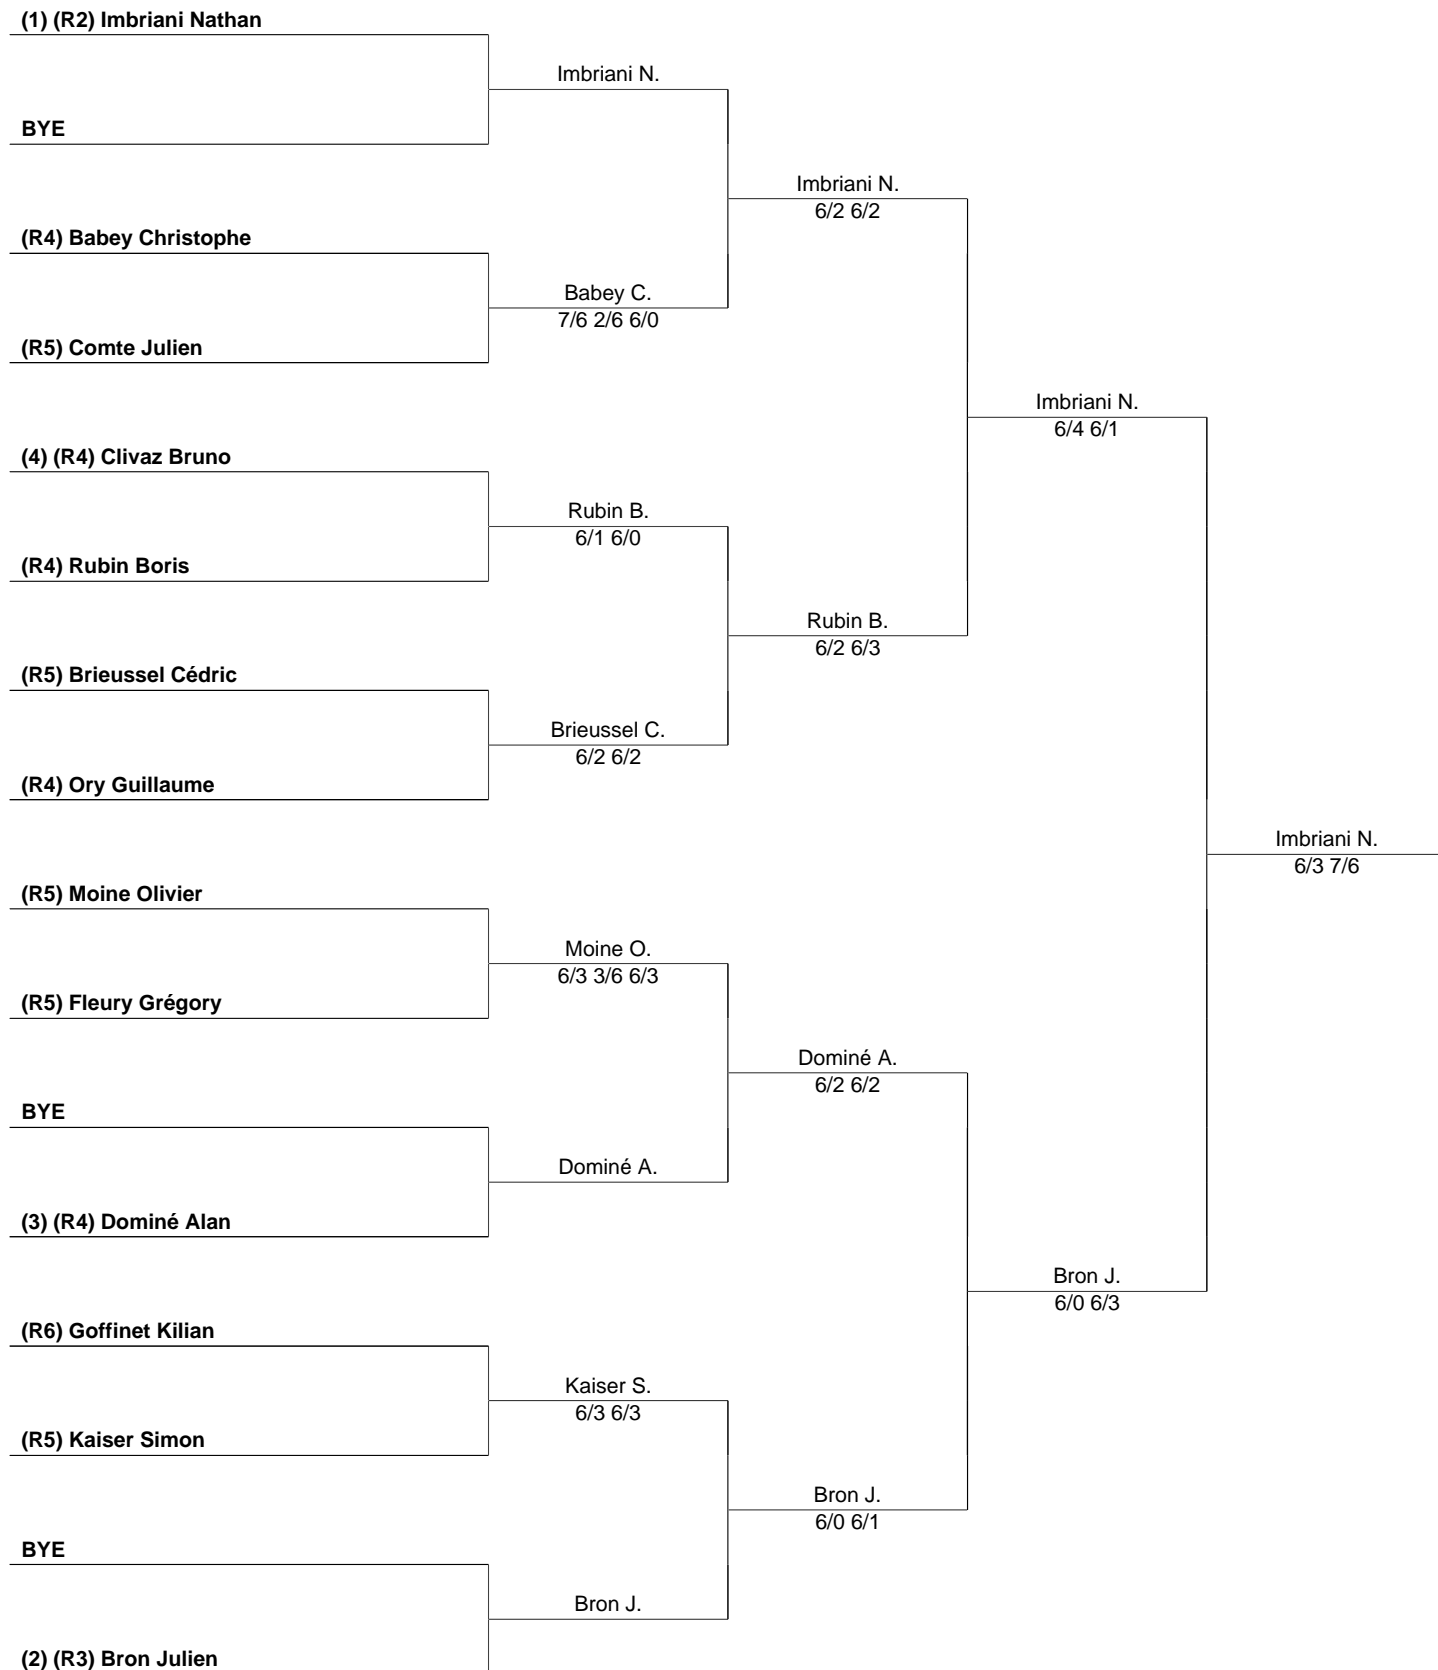 (1) (R2) Imbriani Nathan
Imbriani N.
BYE
Imbriani N.
6/2 6/2
(R4) Babey Christophe
Babey C.
7/6 2/6 6/0
(R5) Comte Julien
Imbriani N.
6/4 6/1
(4) (R4) Clivaz Bruno
Rubin B.
6/1 6/0
(R4) Rubin Boris
Rubin B.
6/2 6/3
(R5) Brieussel Cédric
Brieussel C.
6/2 6/2
(R4) Ory Guillaume
Imbriani N.
6/3 7/6
(R5) Moine Olivier
Moine O.
6/3 3/6 6/3
(R5) Fleury Grégory
Dominé A.
6/2 6/2
BYE
Dominé A.
(3) (R4) Dominé Alan
Bron J.
6/0 6/3
(R6) Goffinet Kilian
Kaiser S.
6/3 6/3
(R5) Kaiser Simon
Bron J.
6/0 6/1
BYE
Bron J.
(2) (R3) Bron Julien